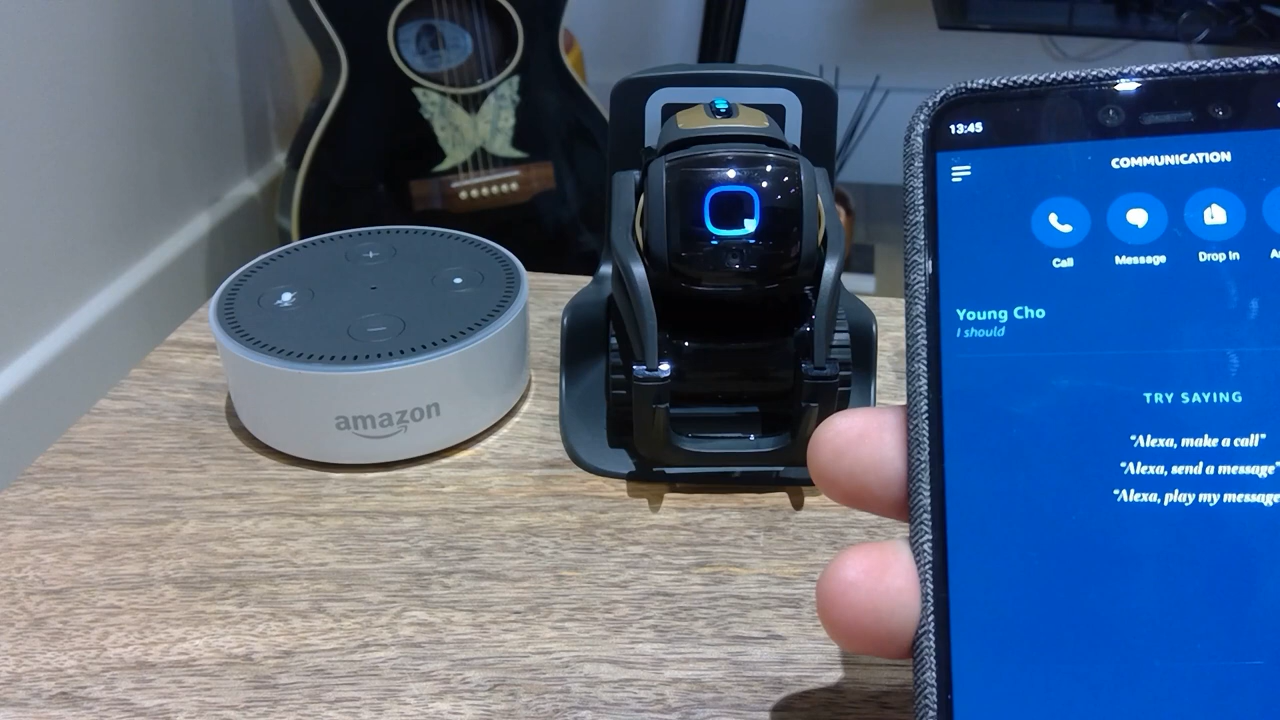 amazon
13:45
COMMUNICATION
Call
Message
Drop In
Young Cho
I should
TRY SAYING
“Alexa, make a call”
“Alexa, send a message”
“Alexa, play my message